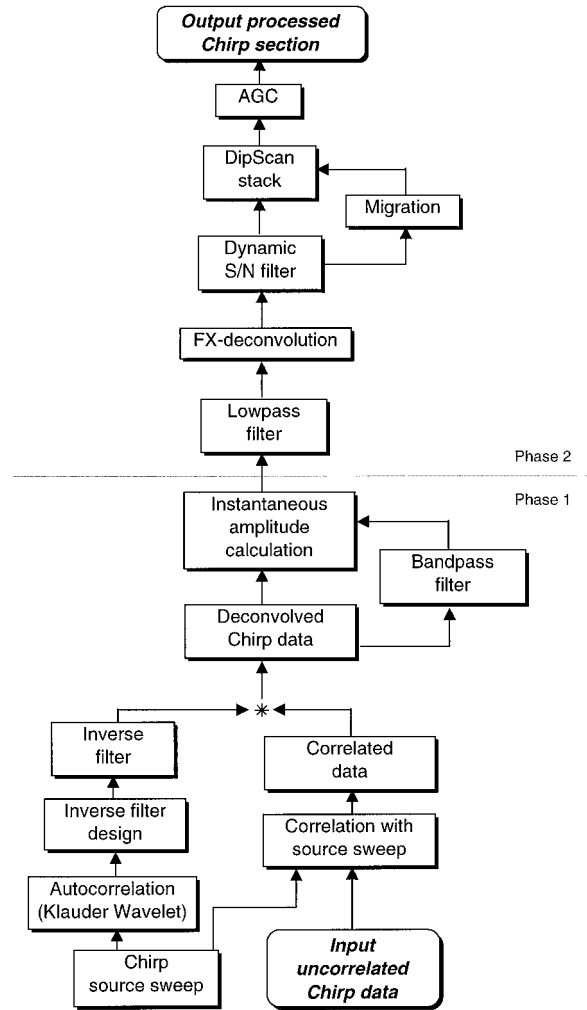 Output processed
Chirp section
AGC
DipScan
stack
Migration
Dynamic
S/N filter
FX-deconvolution
Lowpass
filter
Phase 2
Phase 1
Instantaneous
amplitude
calculation
Bandpass
filter
Deconvolved
Chirp data
Inverse
filter
Correlated
data
Inverse filter
design
Correlation with
source sweep
Autocorrelation
(Klauder Wavelet)
Chirp
source sweep
Input
uncorrelated
Chirp data